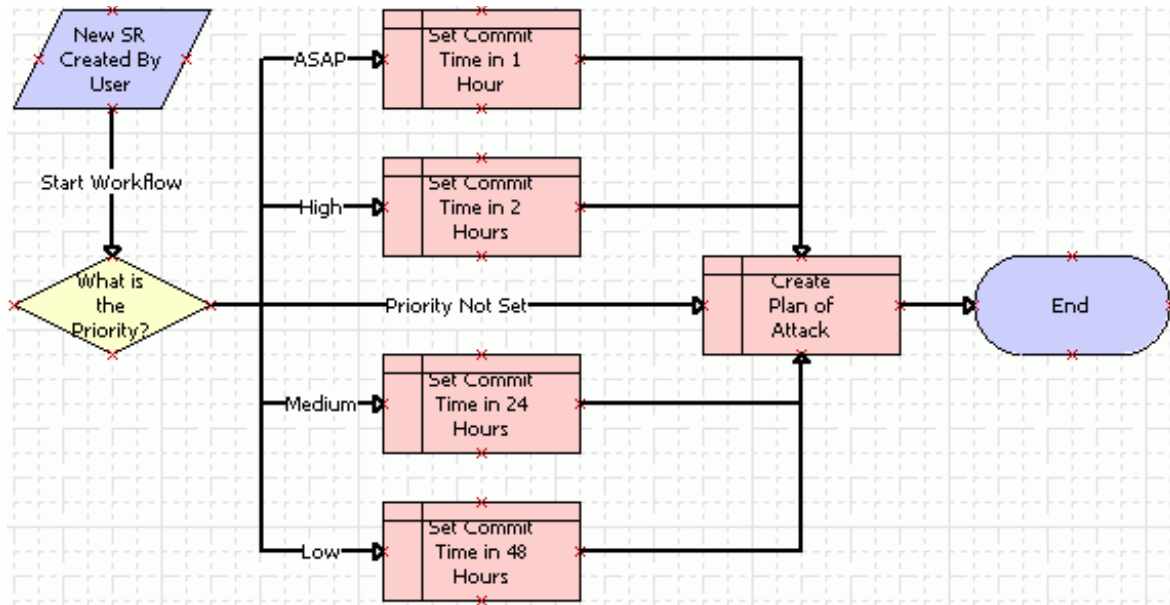 New SR
Created By
User
Start Workflow
What is
the
Priority?
ASAP
Set Commit
Time in 1
Hour
High
Set Commit
Time in 2
Hours
Priority Not Set
Create
Plan of
Attack
End
Medium
Set Commit
Time in 24
Hours
Low
Set Commit
Time in 48
Hours